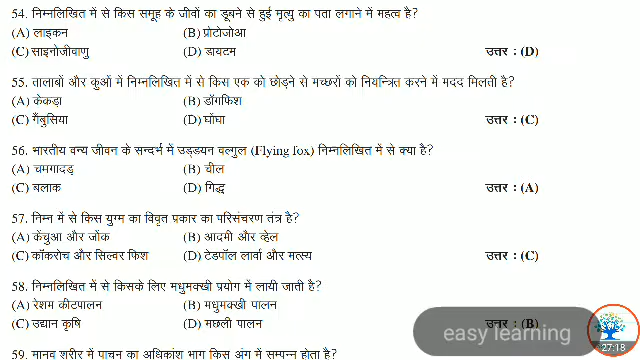 54. निम्नलिखित में से किस समूह के जीवों का डूबने से हुई मृत्यु का पता लगाने में महत्व है?
(A) लाइकन (B) प्रोटोजोआ
(C) साइनोजीवाणु (D) डायटम उत्तर : (D)
55. तालाबों और कुओं में निम्नलिखित में से किस एक को छोड़ने से मच्छरों को नियन्त्रित करने में मदद मिलती है?
(A) केकड़ा (B) डॉगफिश
(C) गैंबुसिया (D) घोंघा उत्तर : (C)
56. भारतीय वन्य जीवन के सन्दर्भ में उड्डयन वल्गुल (Flying fox) निम्नलिखित में से क्या है?
(A) चमगादड़ (B) चील
(C) बलाक (D) गिद्ध उत्तर : (A)
57. निम्न में से किस युग्म का विवृत प्रकार का परिसंचरण तंत्र है?
(A) केंचुआ और जोंक (B) आदमी और व्हेल
(C) कॉकरोच और सिल्वर फिश (D) टेडपॉल लार्वा और मत्स्य उत्तर : (C)
58. निम्नलिखित में से किसके लिए मधुमक्खी प्रयोग में लायी जाती है?
(A) रेशम कीटपालन (B) मधुमक्खी पालन
(C) उद्यान कृषि (D) मछली पालन उत्तर : (B)
easy learning
27:18
59. मानव शरीर में पाचन का अधिकांश भाग किस अंग में सम्पन्न होता है?